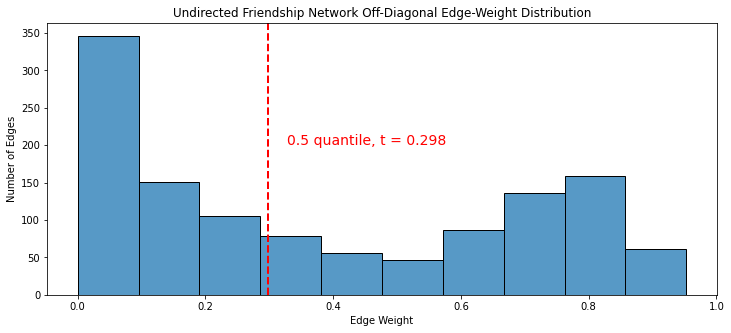 Undirected Friendship Network Off-Diagonal Edge-Weight Distribution
Number of Edges
350
300
250
200
150
100
50
0
0.5 quantile, t = 0.298
0.0 0.2 0.4 0.6 0.8 1.0
Edge Weight